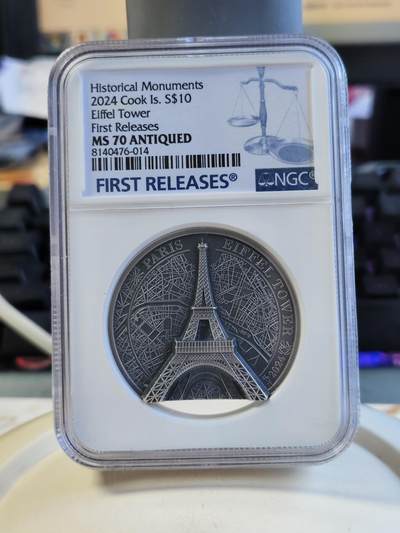 Historical Monuments
2024 Cook Is. S$10
Eiffel Tower
First Releases
MS 70 ANTIQUED
8140476-014
FIRST RELEASES®
NGC®
PARIS
EIFFEL TOWER
2024